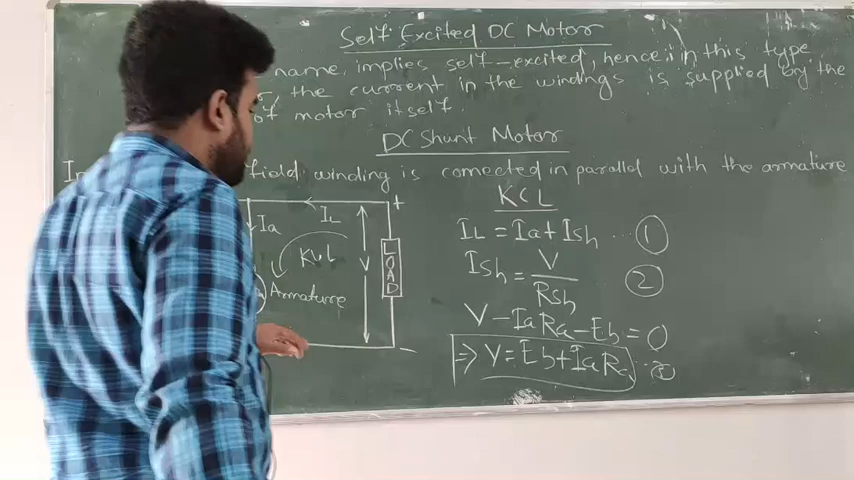 Self Excited DC Motor
name implies self-excited, hence in this type
the current in the windings is supplied by the
of motor itself.
DC Shunt Motor
In
field winding is connected in parallel with the armature
KCL
Ia
IL
+
KVL
LOAD
Armature
-
IL = Ia + Ish ... ①
Ish = V/Rsh ②
V - IaRa - Eb = 0
⇒ V = Eb + IaRa